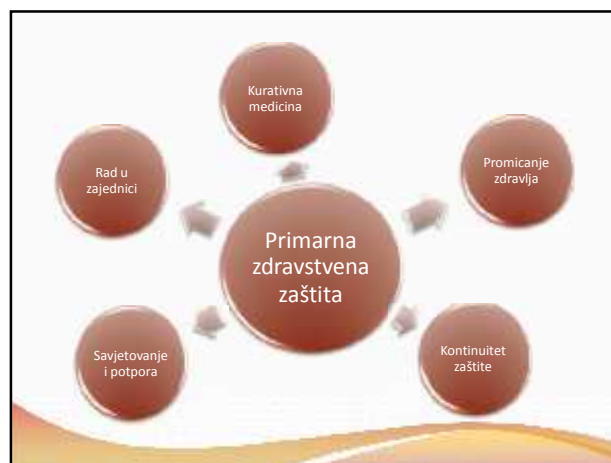 Kurativna
medicina
Rad u
zajednici
Promicanje
zdravlja
Primarna
zdravstvena
zaštita
Savjetovanje
i potpora
Kontinuitet
zaštite